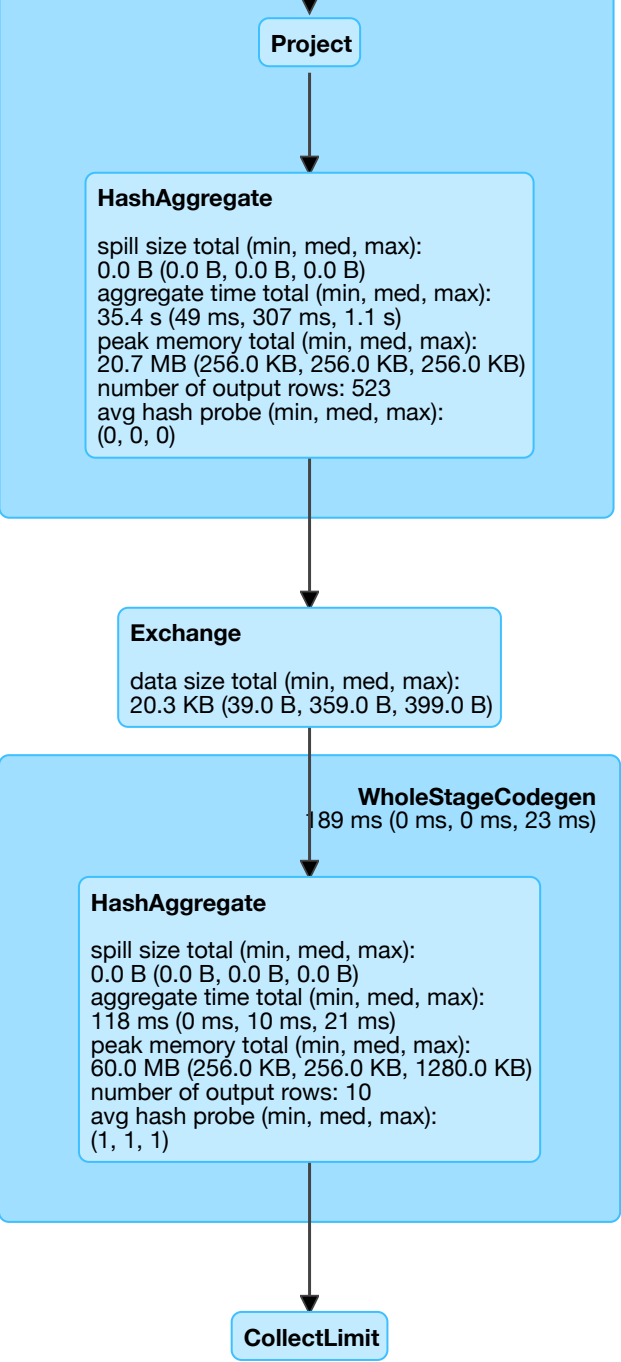 Project
HashAggregate
spill size total (min, med, max):
0.0 B (0.0 B, 0.0 B, 0.0 B)
aggregate time total (min, med, max):
35.4 s (49 ms, 307 ms, 1.1 s)
peak memory total (min, med, max):
20.7 MB (256.0 KB, 256.0 KB, 256.0 KB)
number of output rows: 523
avg hash probe (min, med, max):
(0, 0, 0)
Exchange
data size total (min, med, max):
20.3 KB (39.0 B, 359.0 B, 399.0 B)
WholeStageCodegen
189 ms (0 ms, 0 ms, 23 ms)
HashAggregate
spill size total (min, med, max):
0.0 B (0.0 B, 0.0 B, 0.0 B)
aggregate time total (min, med, max):
118 ms (0 ms, 10 ms, 21 ms)
peak memory total (min, med, max):
60.0 MB (256.0 KB, 256.0 KB, 1280.0 KB)
number of output rows: 10
avg hash probe (min, med, max):
(1, 1, 1)
CollectLimit